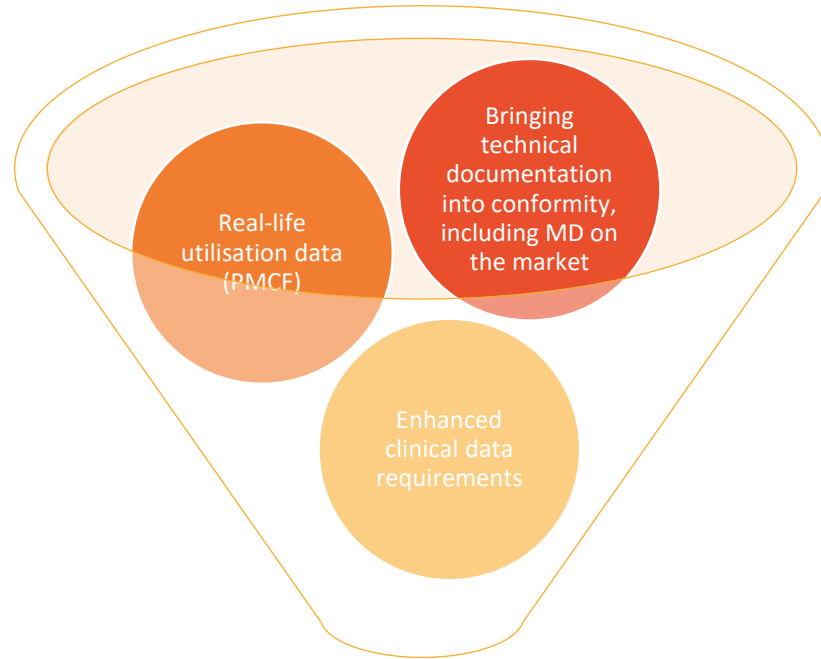 Bringing
technical
documentation
into conformity,
including MD on
the market
Real-life
utilisation data
(PMCF)
Enhanced
clinical data
requirements